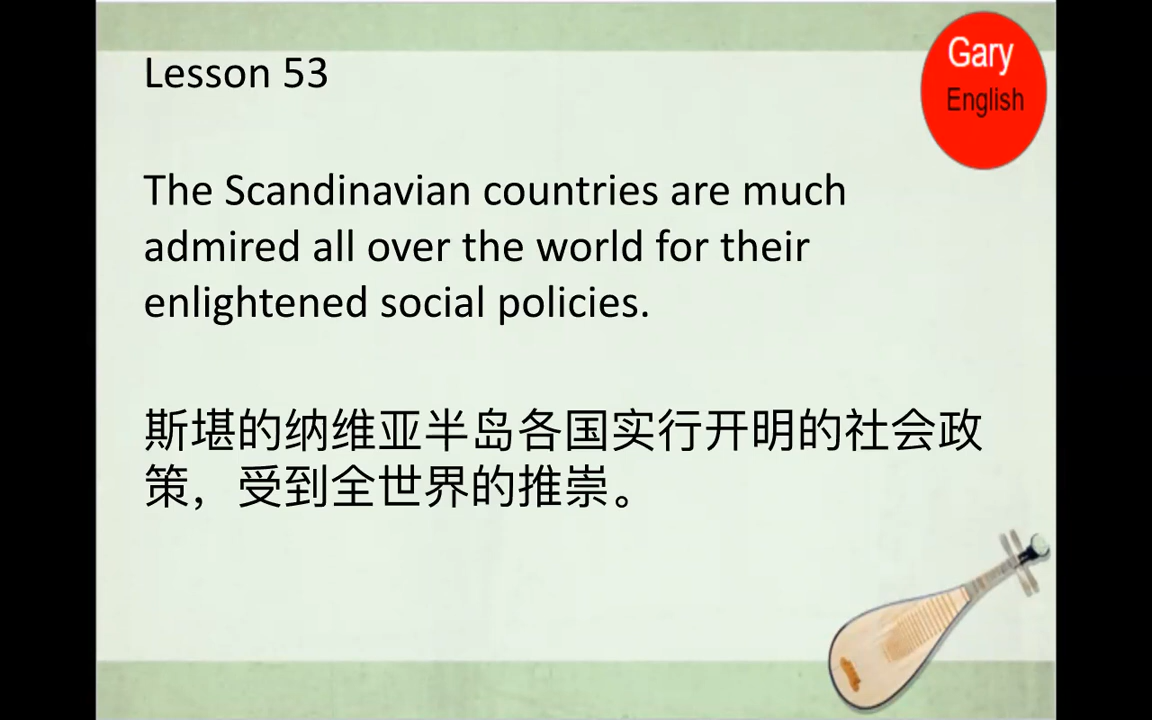 Lesson 53
Gary
English
The Scandinavian countries are much
admired all over the world for their
enlightened social policies.
斯堪的纳维亚半岛各国实行开明的社会政
策，受到全世界的推崇。